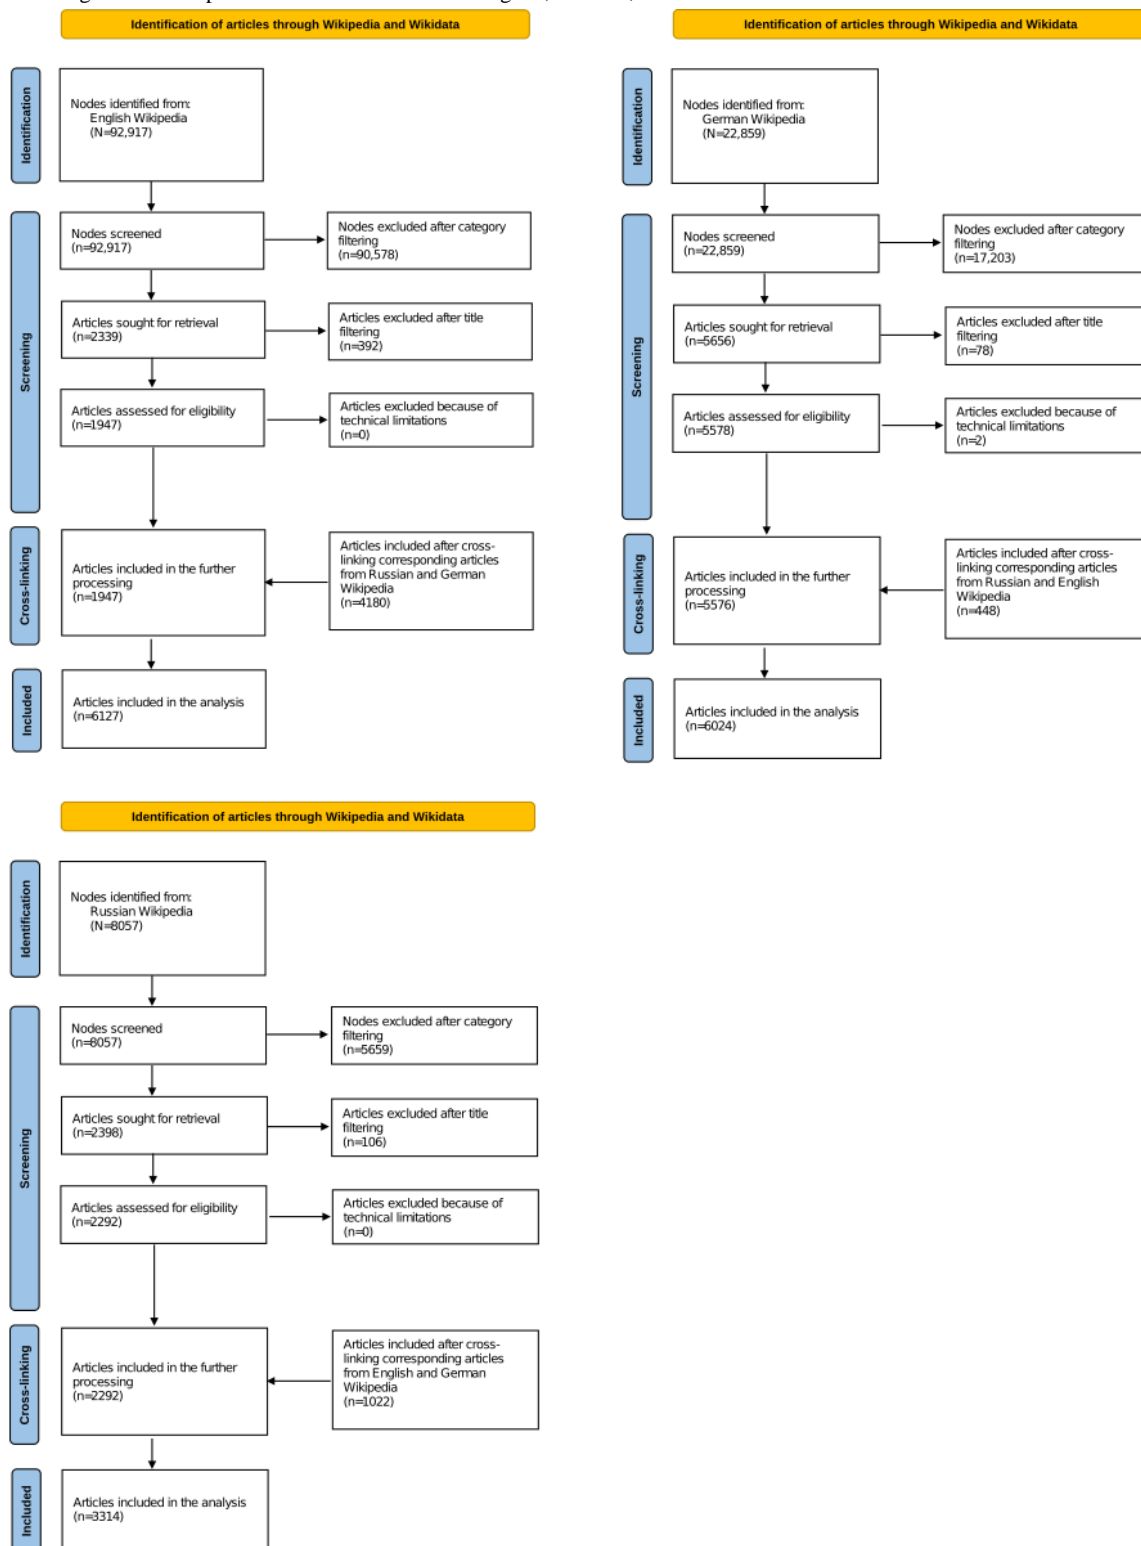 Identification of articles through Wikipedia and Wikidata
Identification
Nodes identified from:
English Wikipedia
(N=92,917)
Screening
Nodes screened
(n=92,917)
Nodes excluded after category
filtering
(n=90,578)
Articles sought for retrieval
(n=2339)
Articles excluded after title
filtering
(n=392)
Articles assessed for eligibility
(n=1947)
Articles excluded because of
technical limitations
(n=0)
Cross-linking
Articles included in the further
processing
(n=1947)
Articles included after cross-
linking corresponding articles
from Russian and German
Wikipedia
(n=4180)
Included
Articles included in the analysis
(n=6127)
Identification of articles through Wikipedia and Wikidata
Identification
Nodes identified from:
German Wikipedia
(N=22,859)
Screening
Nodes screened
(n=22,859)
Nodes excluded after category
filtering
(n=17,203)
Articles sought for retrieval
(n=5656)
Articles excluded after title
filtering
(n=78)
Articles assessed for eligibility
(n=5578)
Articles excluded because of
technical limitations
(n=2)
Cross-linking
Articles included in the further
processing
(n=5576)
Articles included after cross-
linking corresponding articles
from Russian and English
Wikipedia
(n=448)
Included
Articles included in the analysis
(n=6024)
Identification of articles through Wikipedia and Wikidata
Identification
Nodes identified from:
Russian Wikipedia
(N=8057)
Screening
Nodes screened
(n=8057)
Nodes excluded after category
filtering
(n=5659)
Articles sought for retrieval
(n=2398)
Articles excluded after title
filtering
(n=106)
Articles assessed for eligibility
(n=2292)
Articles excluded because of
technical limitations
(n=0)
Cross-linking
Articles included in the further
processing
(n=2292)
Articles included after cross-
linking corresponding articles
from English and German
Wikipedia
(n=1022)
Included
Articles included in the analysis
(n=3314)